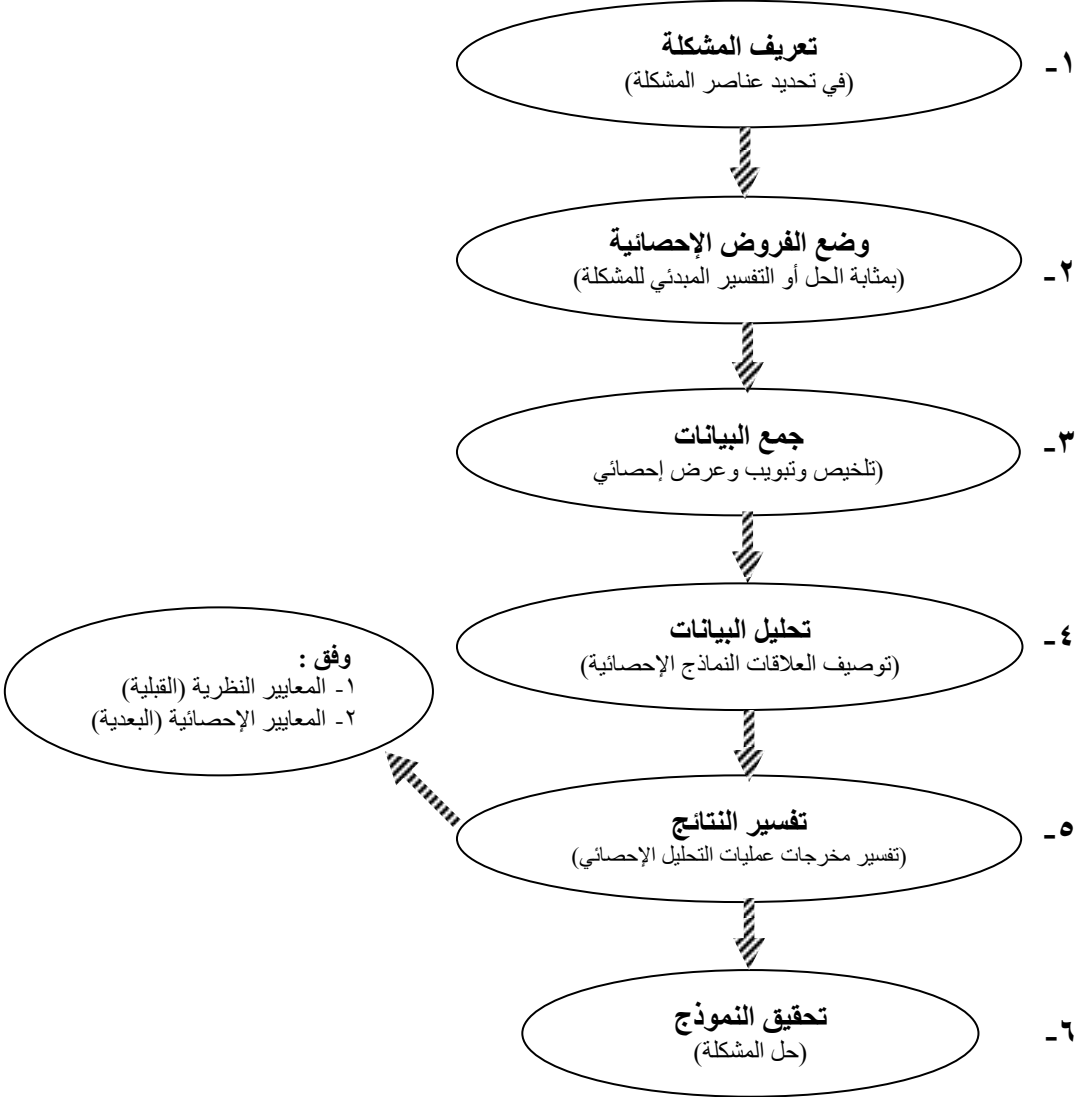 ١-
تعريف المشكلة
(في تحديد عناصر المشكلة)
٢-
وضع الفروض الإحصائية
(بمثابة الحل أو التفسير المبدئي للمشكلة)
٣-
جمع البيانات
(تلخيص وتبويب وعرض إحصائي
٤-
تحليل البيانات
(توصيف العلاقات النماذج الإحصائية)
وفق :
١- المعايير النظرية (القبلية)
٢- المعايير الإحصائية (البعدية)
٥-
تفسير النتائج
(تفسير مخرجات عمليات التحليل الإحصائي)
٦-
تحقيق النموذج
(حل المشكلة)